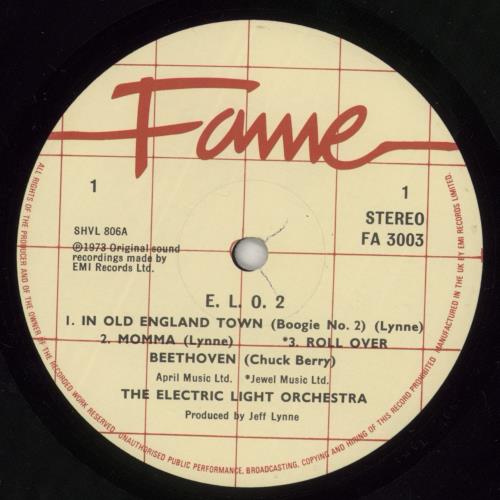 Fame
1
1
STEREO
FA 3003
SHVL 806A
Ⓟ1973 Original sound
recordings made by
EMI Records Ltd.
E. L. O. 2
1. IN OLD ENGLAND TOWN (Boogie No. 2) (Lynne)
2. MOMMA (Lynne) *3. ROLL OVER
BEETHOVEN (Chuck Berry)
April Music Ltd. *Jewel Music Ltd.
THE ELECTRIC LIGHT ORCHESTRA
Produced by Jeff Lynne
ALL RIGHTS OF THE PRODUCER AND OF THE OWNER OF THE RECORDED WORK RESERVED. UNAUTHORISED PUBLIC PERFORMANCE, BROADCASTING, COPYING AND HIRING OF THIS RECORD PROHIBITED. MANUFACTURED IN THE UK BY EMI RECORDS LIMITED.